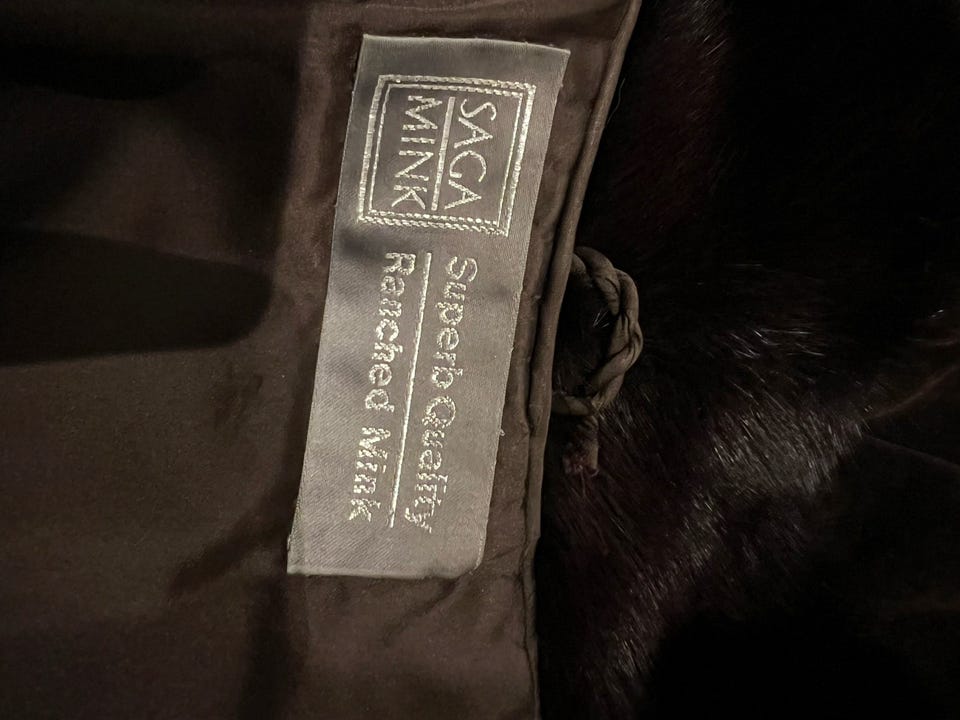 SAGA
MINK
Superb Quality
Ranched Mink